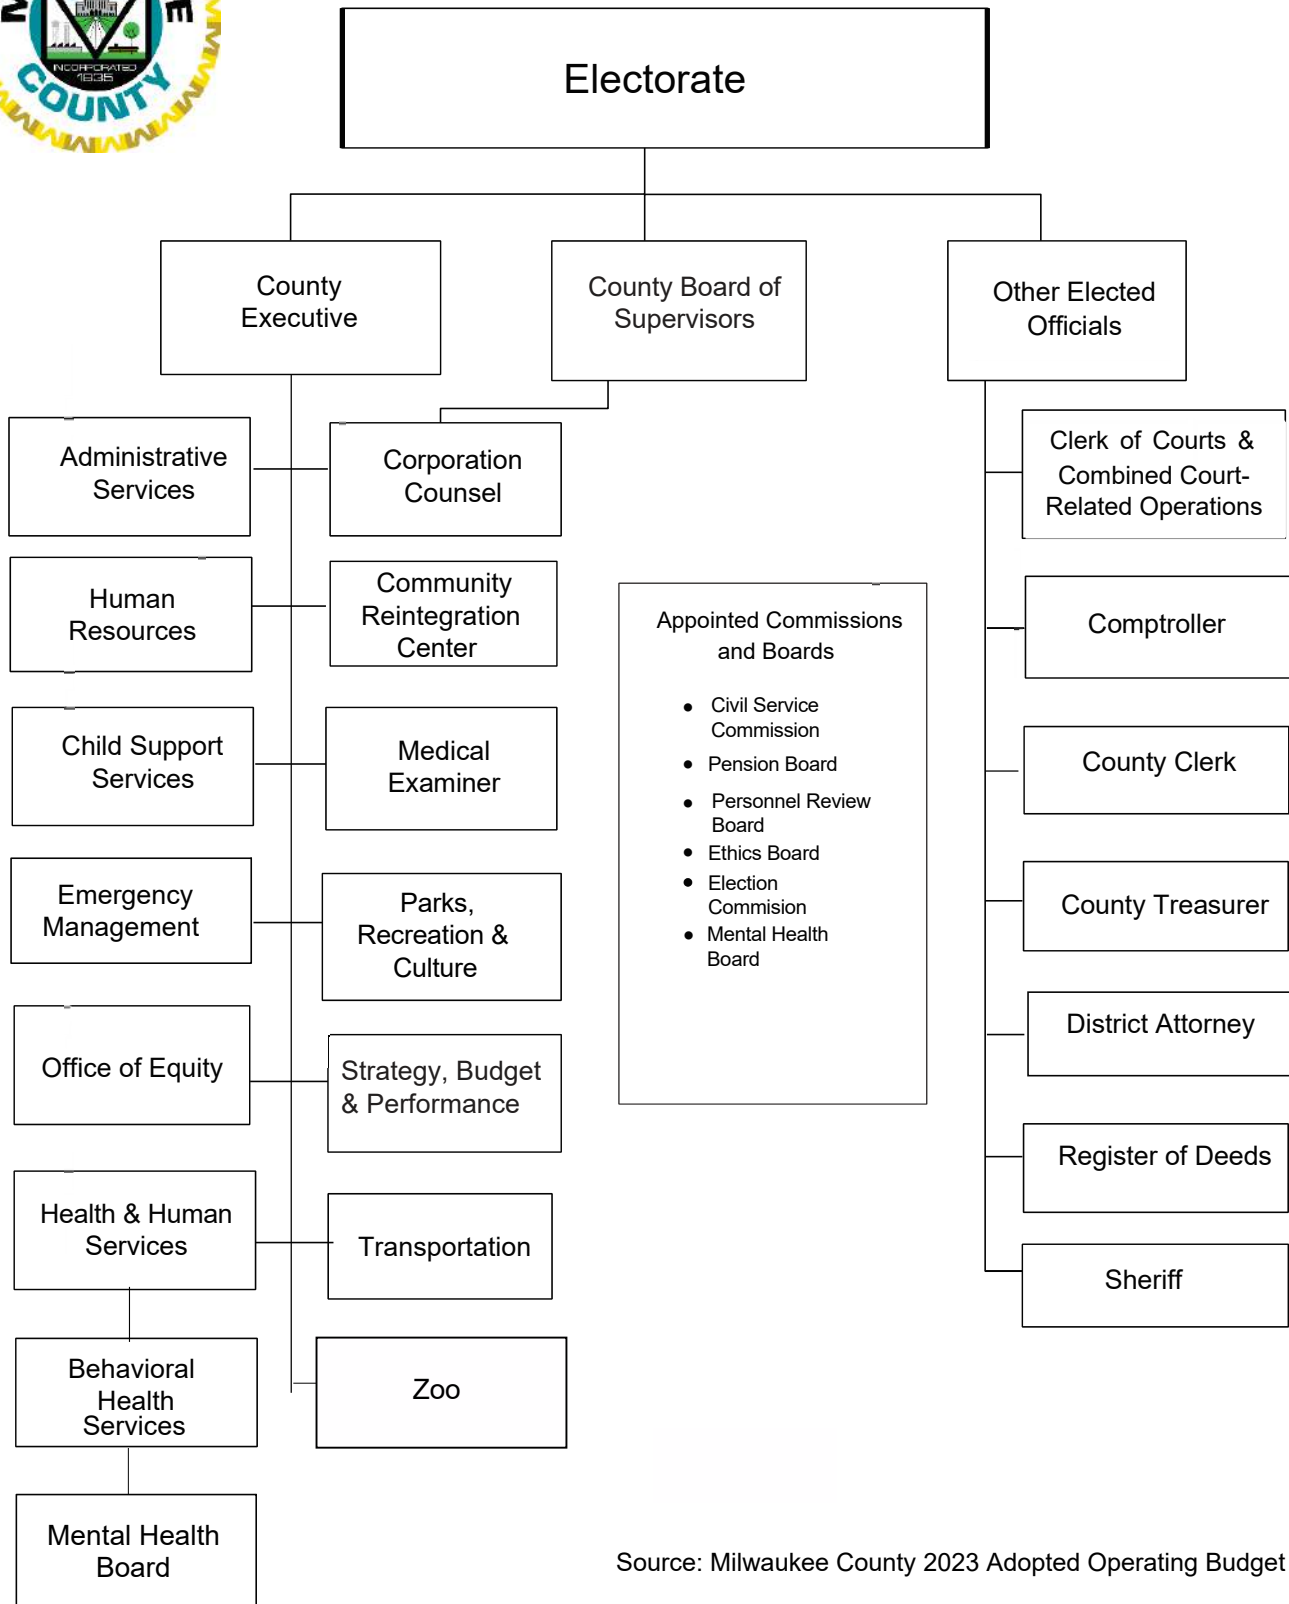 INCORPORATED
1835
COUNTY
Electorate
County
Executive
County Board of
Supervisors
Other Elected
Officials
Administrative
Services
Corporation
Counsel
Clerk of Courts &
Combined Court-
Related Operations
Human
Resources
Community
Reintegration
Center
Appointed Commissions
and Boards
• Civil Service
Commission
• Pension Board
• Personnel Review
Board
• Ethics Board
• Election
Commision
• Mental Health
Board
Comptroller
Child Support
Services
Medical
Examiner
County Clerk
Emergency
Management
Parks,
Recreation &
Culture
County Treasurer
Office of Equity
Strategy, Budget
& Performance
District Attorney
Register of Deeds
Health & Human
Services
Transportation
Sheriff
Behavioral
Health
Services
Zoo
Mental Health
Board
Source: Milwaukee County 2023 Adopted Operating Budget